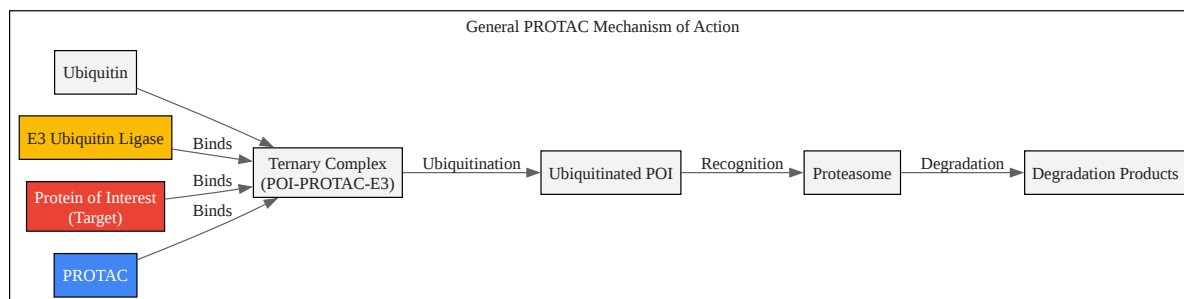 General PROTAC Mechanism of Action
Ubiquitin
E3 Ubiquitin Ligase
Binds
Protein of Interest
(Target)
Binds
Binds
PROTAC
Ternary Complex
(POI-PROTAC-E3)
Ubiquitination
Ubiquitinated POI
Recognition
Proteasome
Degradation
Degradation Products